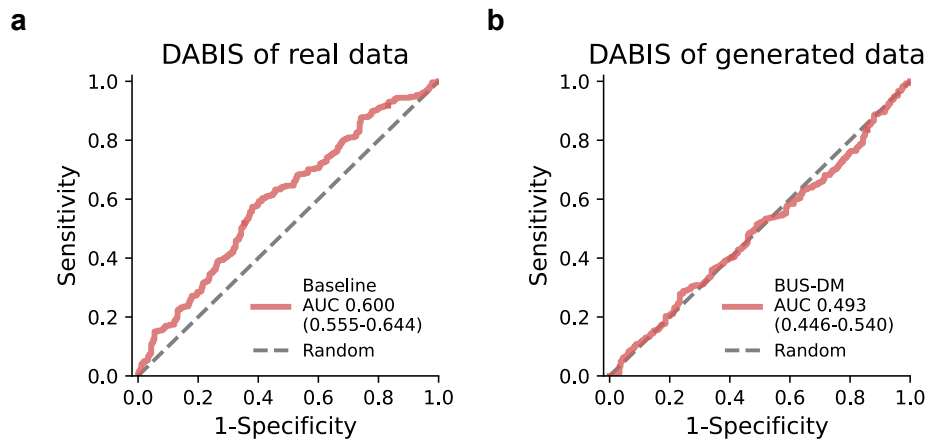 a
DABIS of real data
1.0
0.8
0.6
0.4
0.2
0.0
Sensitivity
Baseline
AUC 0.600
(0.555-0.644)
Random
0.0 0.2 0.4 0.6 0.8 1.0
1-Specificity
b
DABIS of generated data
1.0
0.8
0.6
0.4
0.2
0.0
Sensitivity
BUS-DM
AUC 0.493
(0.446-0.540)
Random
0.0 0.2 0.4 0.6 0.8 1.0
1-Specificity